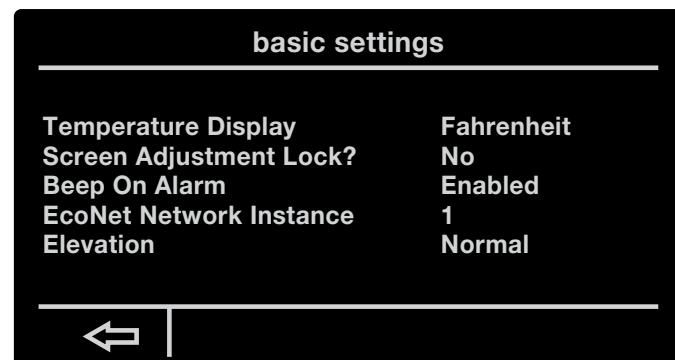 basic settings
Temperature Display Fahrenheit
Screen Adjustment Lock? No
Beep On Alarm Enabled
EcoNet Network Instance 1
Elevation Normal